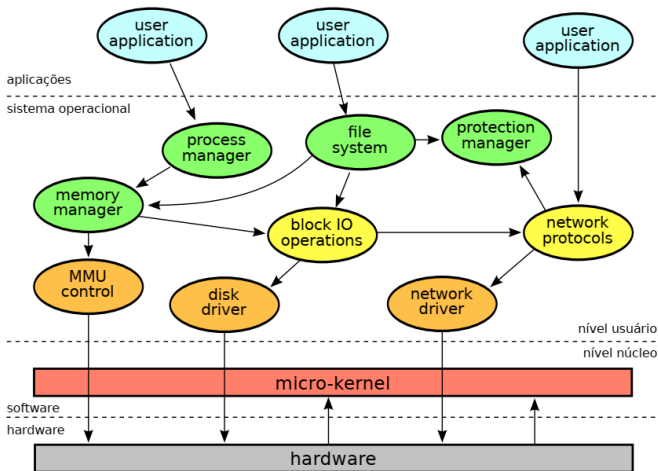 user
application
user
application
user
application
aplicações
sistema operacional
process
manager
file
system
protection
manager
memory
manager
block IO
operations
network
protocols
MMU
control
disk
driver
network
driver
nível usuário
nível núcleo
micro-kernel
software
hardware
hardware